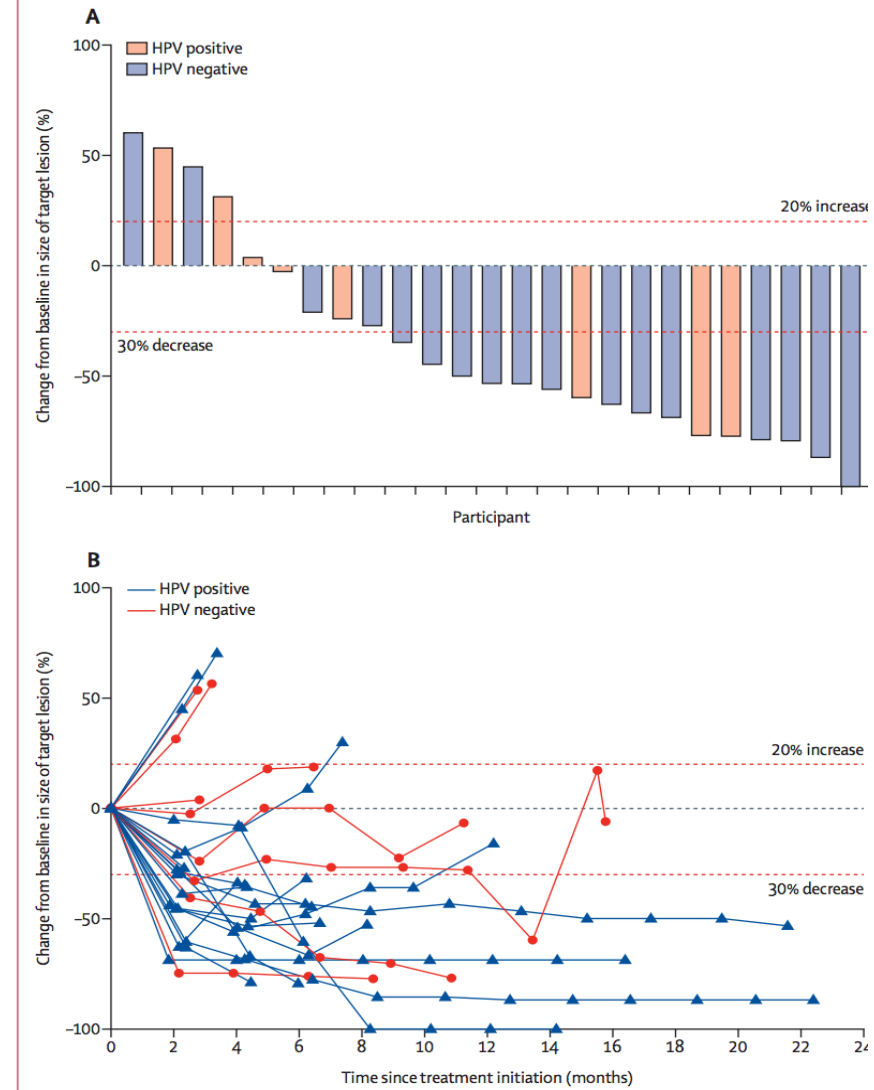 A
100
HPV positive
HPV negative
50
20% increase
0
30% decrease
–50
–100
Change from baseline in size of target lesion (%)
Participant
B
100
HPV positive
HPV negative
50
20% increase
0
30% decrease
–50
–100
Change from baseline in size of target lesion (%)
0 2 4 6 8 10 12 14 16 18 20 22 24
Time since treatment initiation (months)